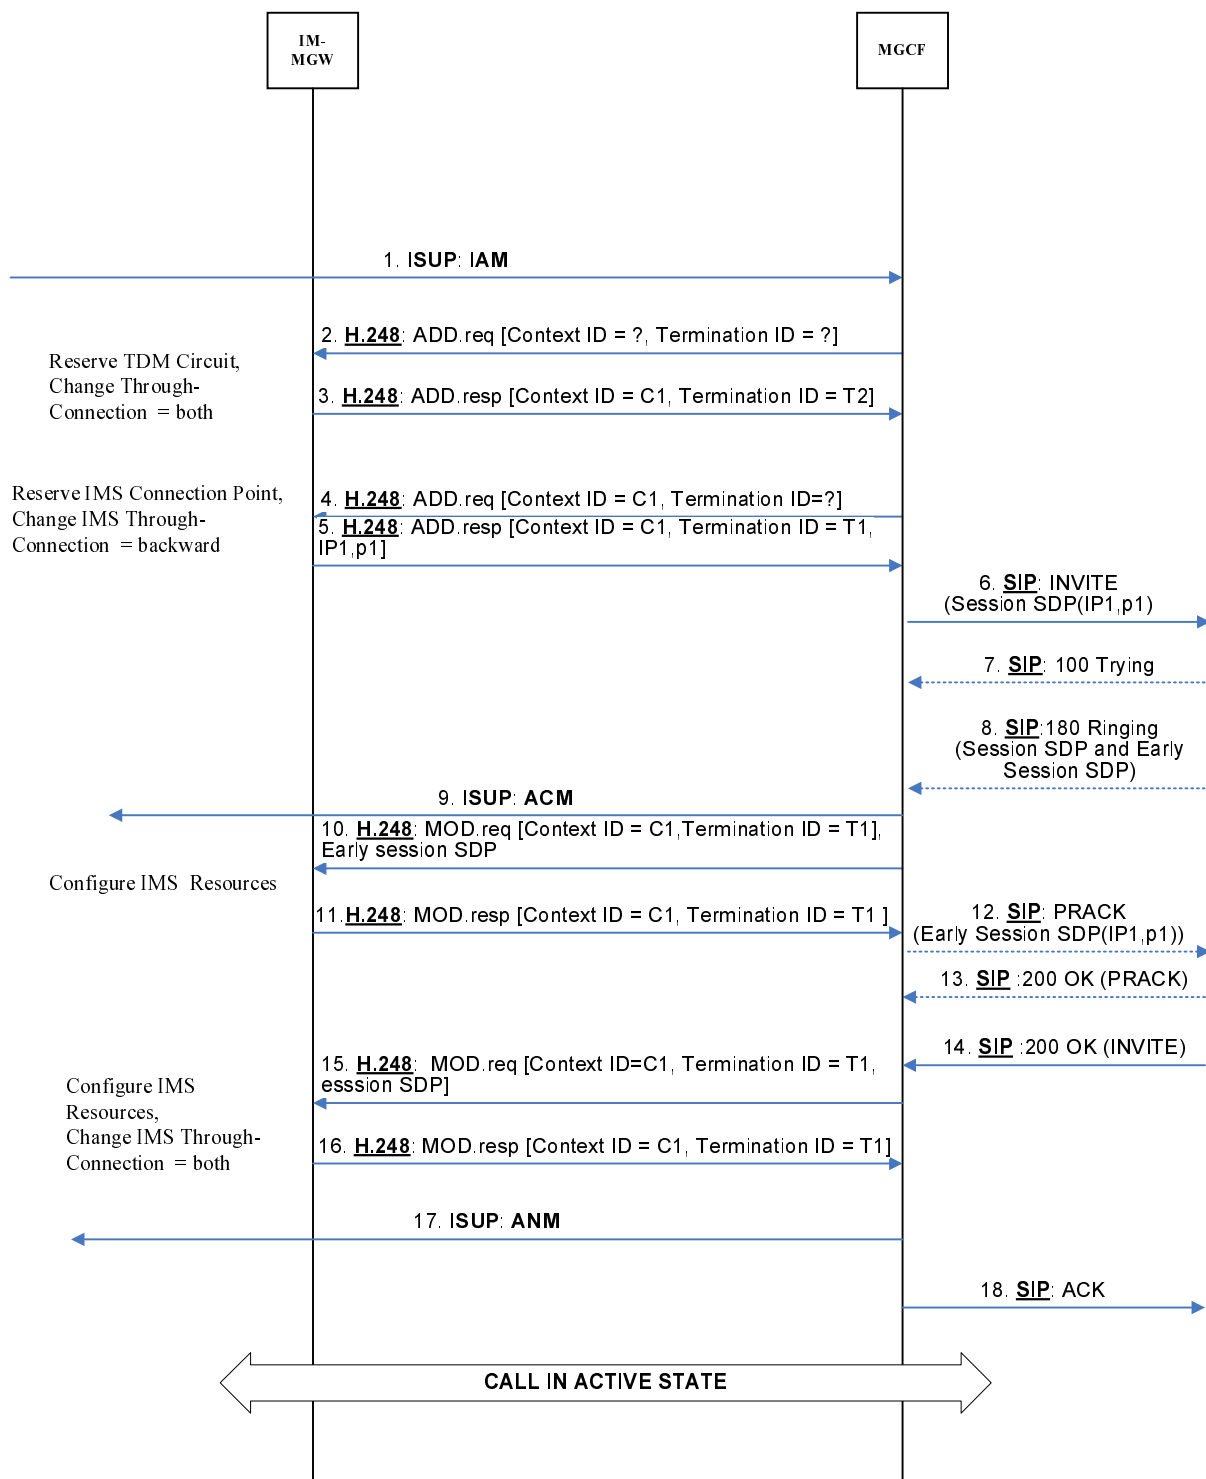 IM-
MGW
MGCF
1. ISUP: IAM
2. H.248: ADD.req [Context ID = ?, Termination ID = ?]
Reserve TDM Circuit,
Change Through-
Connection = both
3. H.248: ADD.resp [Context ID = C1, Termination ID = T2]
Reserve IMS Connection Point,
Change IMS Through-
Connection = backward
4. H.248: ADD.req [Context ID = C1, Termination ID=?]
5. H.248: ADD.resp [Context ID = C1, Termination ID = T1,
IP1,p1]
6. SIP: INVITE
(Session SDP(IP1,p1)
7. SIP: 100 Trying
8. SIP:180 Ringing
(Session SDP and Early
Session SDP)
9. ISUP: ACM
10. H.248: MOD.req [Context ID = C1,Termination ID = T1],
Early session SDP
Configure IMS Resources
11.H.248: MOD.resp [Context ID = C1, Termination ID = T1 ]
12. SIP: PRACK
(Early Session SDP(IP1,p1))
13. SIP :200 OK (PRACK)
14. SIP :200 OK (INVITE)
15. H.248: MOD.req [Context ID=C1, Termination ID = T1,
esssion SDP]
Configure IMS
Resources,
Change IMS Through-
Connection = both
16. H.248: MOD.resp [Context ID = C1, Termination ID = T1]
17. ISUP: ANM
18. SIP: ACK
CALL IN ACTIVE STATE